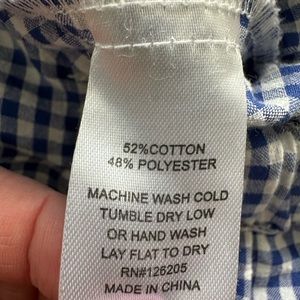 52%COTTON
48% POLYESTER
MACHINE WASH COLD
TUMBLE DRY LOW
OR HAND WASH
LAY FLAT TO DRY
RN#126205
MADE IN CHINA